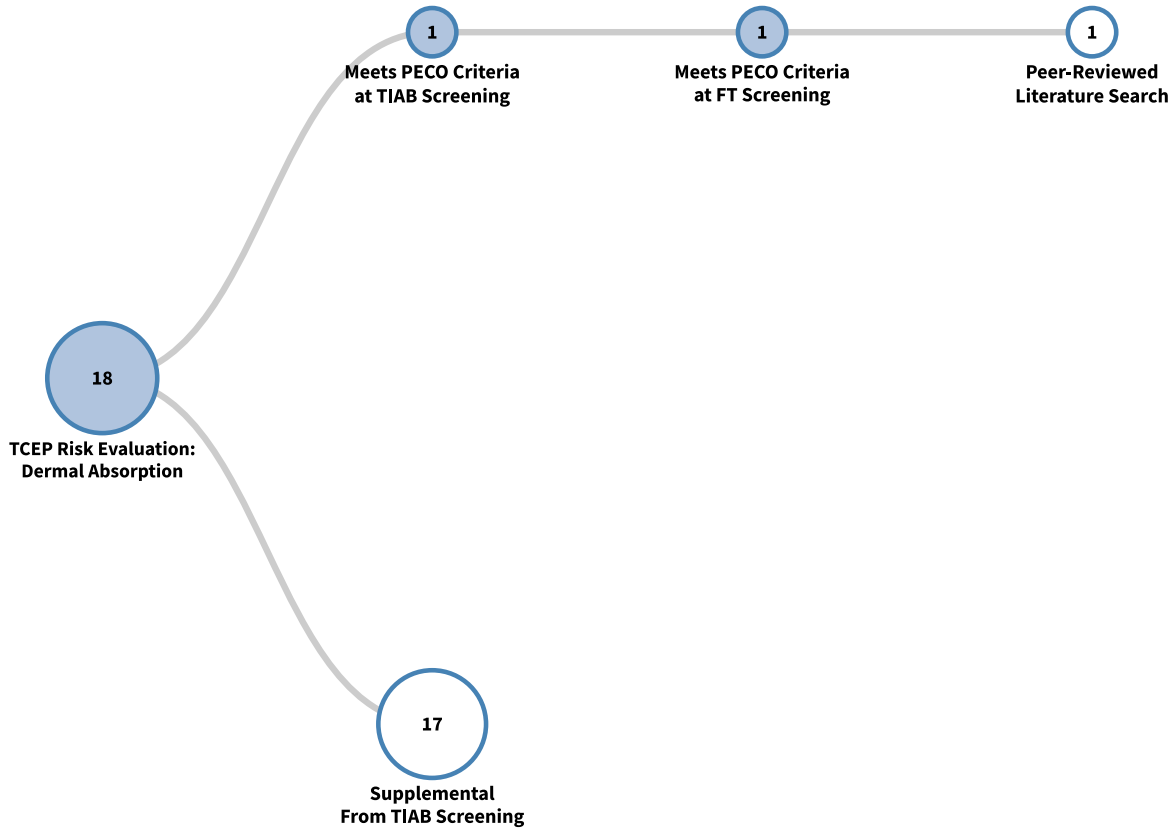 1
Meets PECO Criteria
at TIAB Screening
1
Meets PECO Criteria
at FT Screening
1
Peer-Reviewed
Literature Search
18
TCEP Risk Evaluation:
Dermal Absorption
17
Supplemental
From TIAB Screening